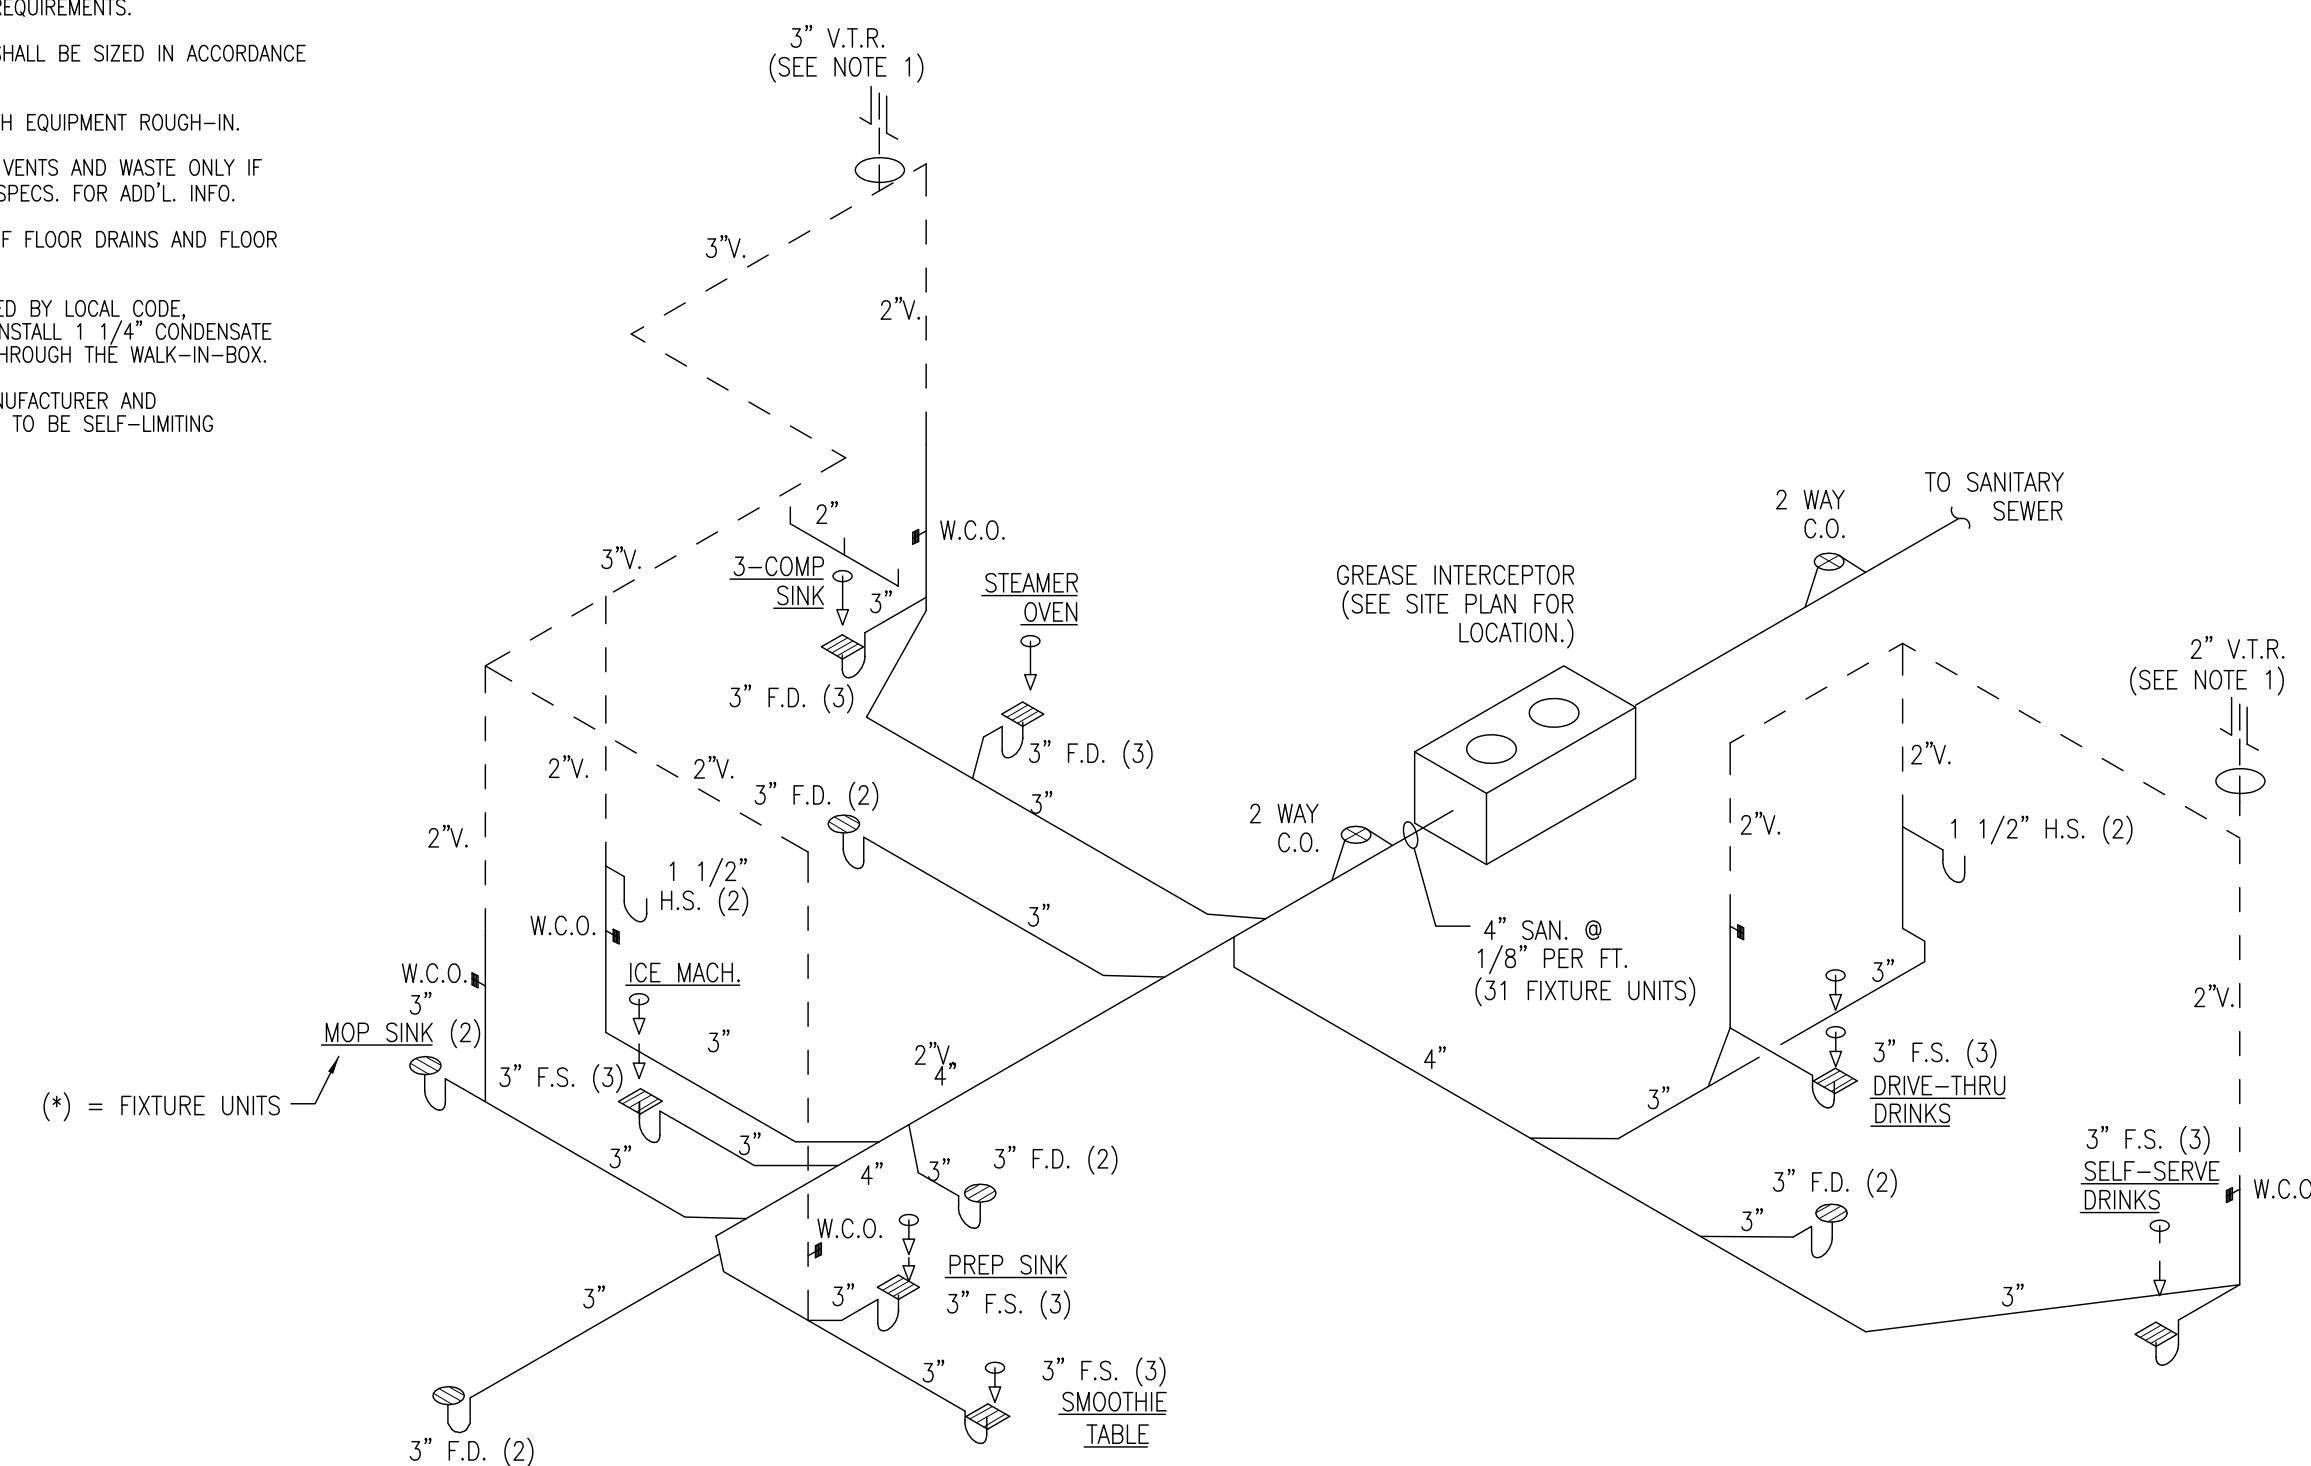 REQUIREMENTS.
SHALL BE SIZED IN ACCORDANCE
H EQUIPMENT ROUGH-IN.
VENTS AND WASTE ONLY IF
SPECS. FOR ADD'L. INFO.
F FLOOR DRAINS AND FLOOR
ED BY LOCAL CODE,
NSTALL 1 1/4" CONDENSATE
HROUGH THE WALK-IN-BOX.
NUFACTURER AND
TO BE SELF-LIMITING
3" V.T.R.
(SEE NOTE 1)
3"V.
2"V.
2"
W.C.O.
3"V.
3-COMP
SINK
3"
STEAMER
OVEN
3" F.D. (3)
3" F.D. (3)
3"
GREASE INTERCEPTOR
(SEE SITE PLAN FOR
LOCATION.)
2 WAY
C.O.
TO SANITARY
SEWER
2" V.T.R.
(SEE NOTE 1)
2"V.
2"V.
3" F.D. (2)
2"V.
2"V.
2"V.
1 1/2" H.S. (2)
2 WAY
C.O.
1 1/2"
H.S. (2)
3"
W.C.O.
4" SAN. @
1/8" PER FT.
(31 FIXTURE UNITS)
W.C.O.
3"
ICE MACH.
MOP SINK (2)
3"
3"
2"V.
2"V.
4"
4"
3" F.S. (3)
(*) = FIXTURE UNITS
3"
3" F.S. (3)
DRIVE-THRU
DRINKS
3"
3"
4"
3"
3" F.D. (2)
3" F.D. (2)
3"
3" F.S. (3)
SELF-SERVE
DRINKS
W.C.O
W.C.O.
PREP SINK
3" F.S. (3)
3"
3"
3"
3"
3" F.S. (3)
SMOOTHIE
TABLE
3" F.D. (2)